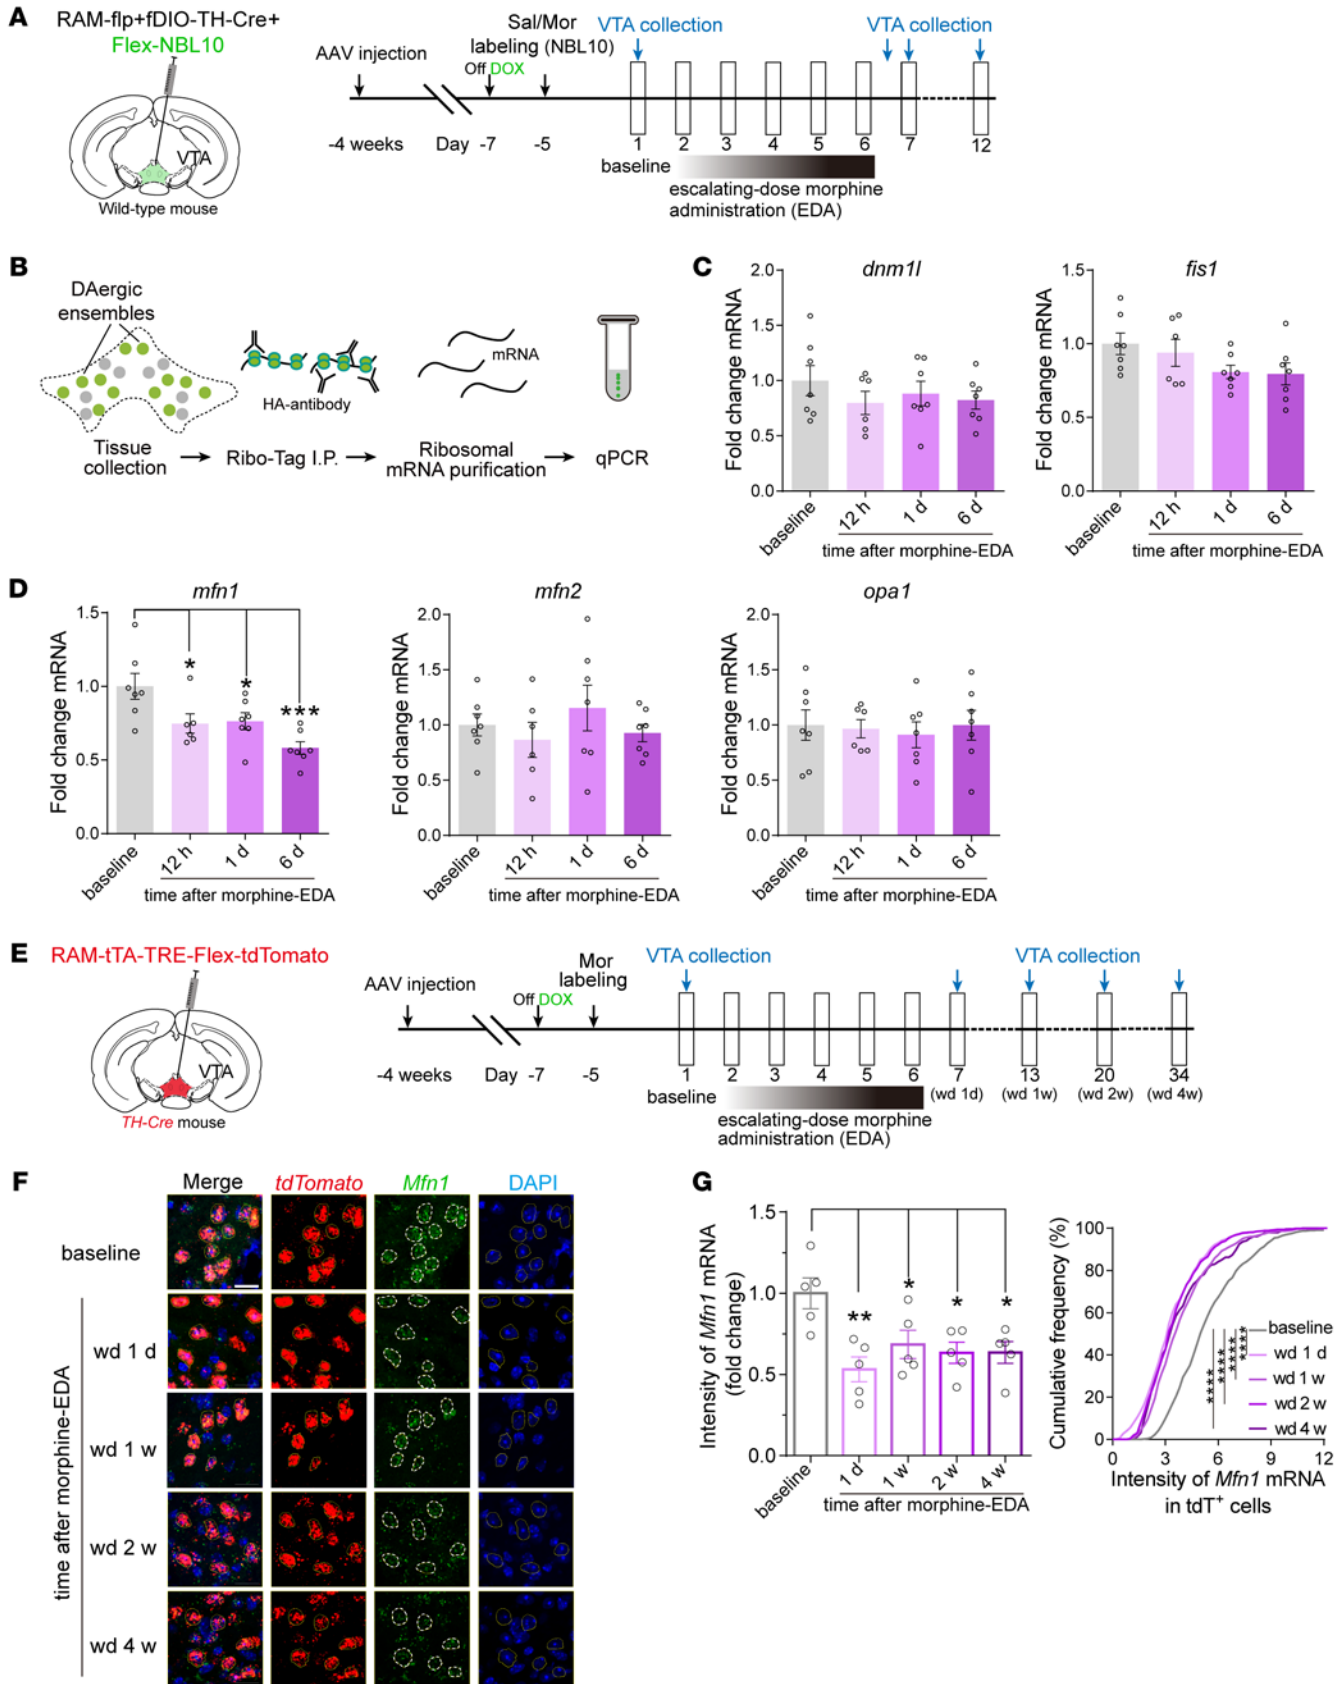 A
RAM-flp+fDIO-TH-Cre+
Flex-NBL10
VTA
Wild-type mouse
AAV injection
Sal/Mor
labeling (NBL10)
Off DOX
VTA collection
-4 weeks
Day -7
-5
1
2
3
4
5
6
7
12
baseline
escalating-dose morphine
administration (EDA)
B
DAergic
ensembles
HA-antibody
mRNA
Tissue
collection
Ribo-Tag I.P.
Ribosomal
mRNA purification
qPCR
C
dnm1l
Fold change mRNA
2.0
1.5
1.0
0.5
0.0
baseline
12 h
1 d
6 d
time after morphine-EDA
fis1
Fold change mRNA
1.5
1.0
0.5
0.0
baseline
12 h
1 d
6 d
time after morphine-EDA
D
mfn1
Fold change mRNA
1.5
1.0
0.5
0.0
*
*
***
baseline
12 h
1 d
6 d
time after morphine-EDA
mfn2
Fold change mRNA
2.0
1.5
1.0
0.5
0.0
baseline
12 h
1 d
6 d
time after morphine-EDA
opa1
Fold change mRNA
2.0
1.5
1.0
0.5
0.0
baseline
12 h
1 d
6 d
time after morphine-EDA
E
RAM-tTA-TRE-Flex-tdTomato
VTA
TH-Cre mouse
AAV injection
Mor
labeling
Off DOX
VTA collection
VTA collection
-4 weeks
Day -7
-5
1
2
3
4
5
6
7
13
20
34
(wd 1d)
(wd 1w)
(wd 2w)
(wd 4w)
baseline
escalating-dose morphine
administration (EDA)
F
Merge
tdTomato
Mfn1
DAPI
baseline
time after morphine-EDA
wd 1 d
wd 1 w
wd 2 w
wd 4 w
G
Intensity of Mfn1 mRNA
(fold change)
1.5
1.0
0.5
0.0
**
*
*
*
baseline
1 d
1 w
2 w
4 w
time after morphine-EDA
Cumulative frequency (%)
100
80
60
40
20
0
0
3
6
9
12
Intensity of Mfn1 mRNA
in tdT+ cells
****
****
****
****
baseline
wd 1 d
wd 1 w
wd 2 w
wd 4 w